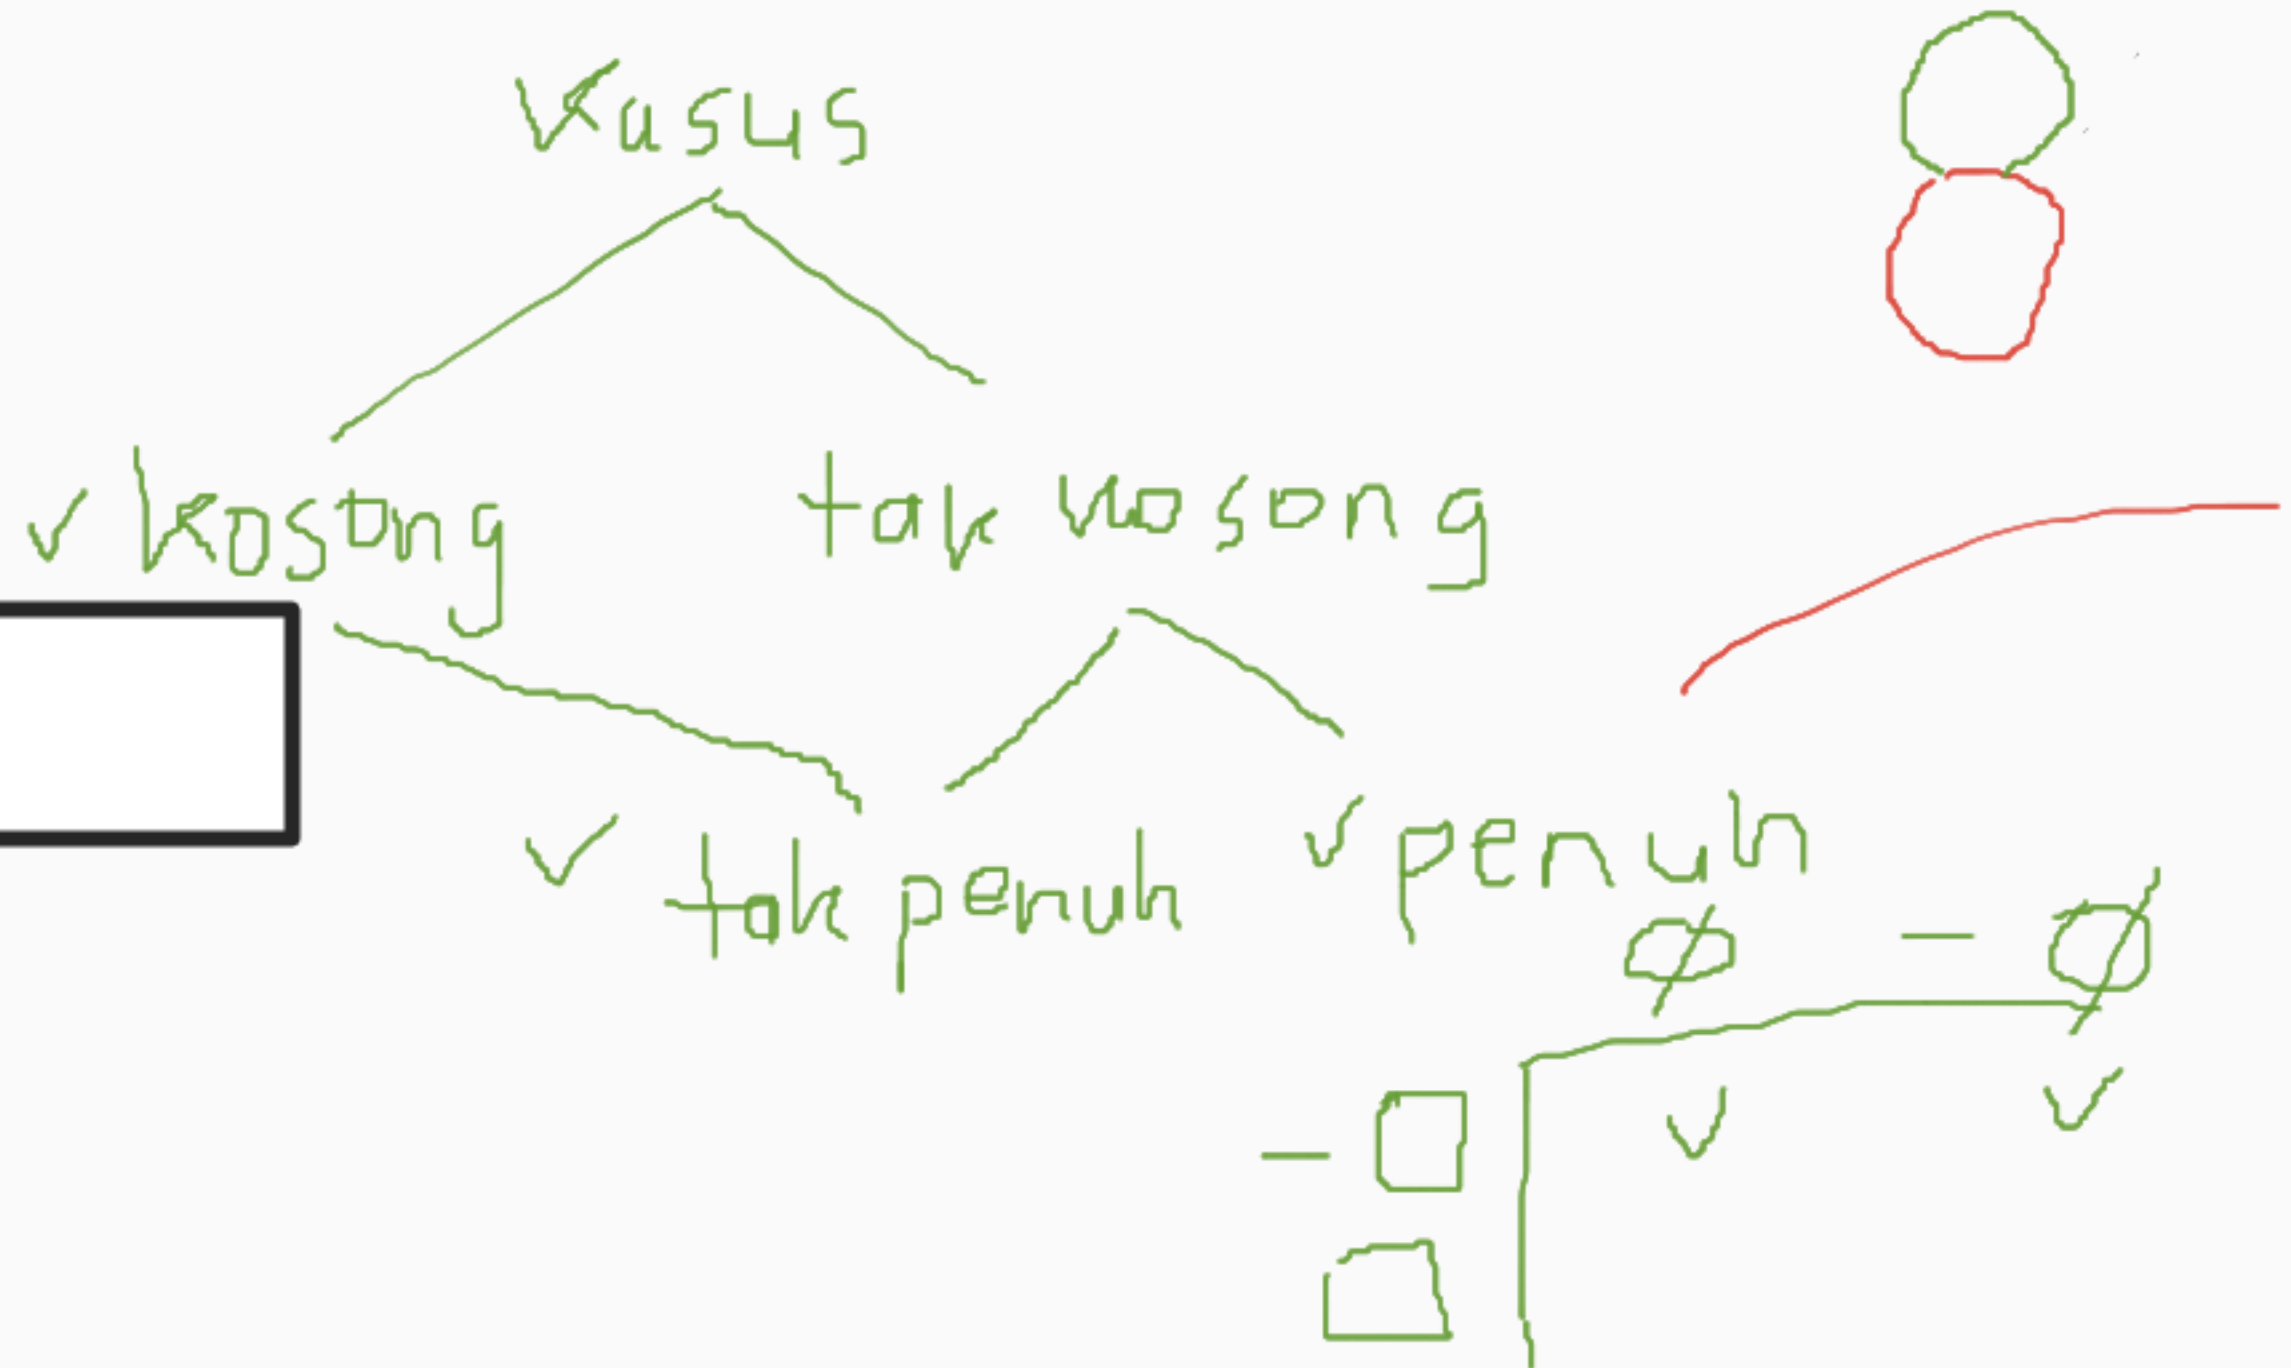 Kasus
✓ kosong
tak kosong
✓ tak penuh
✓ penuh
ø – ø
✓ ✓